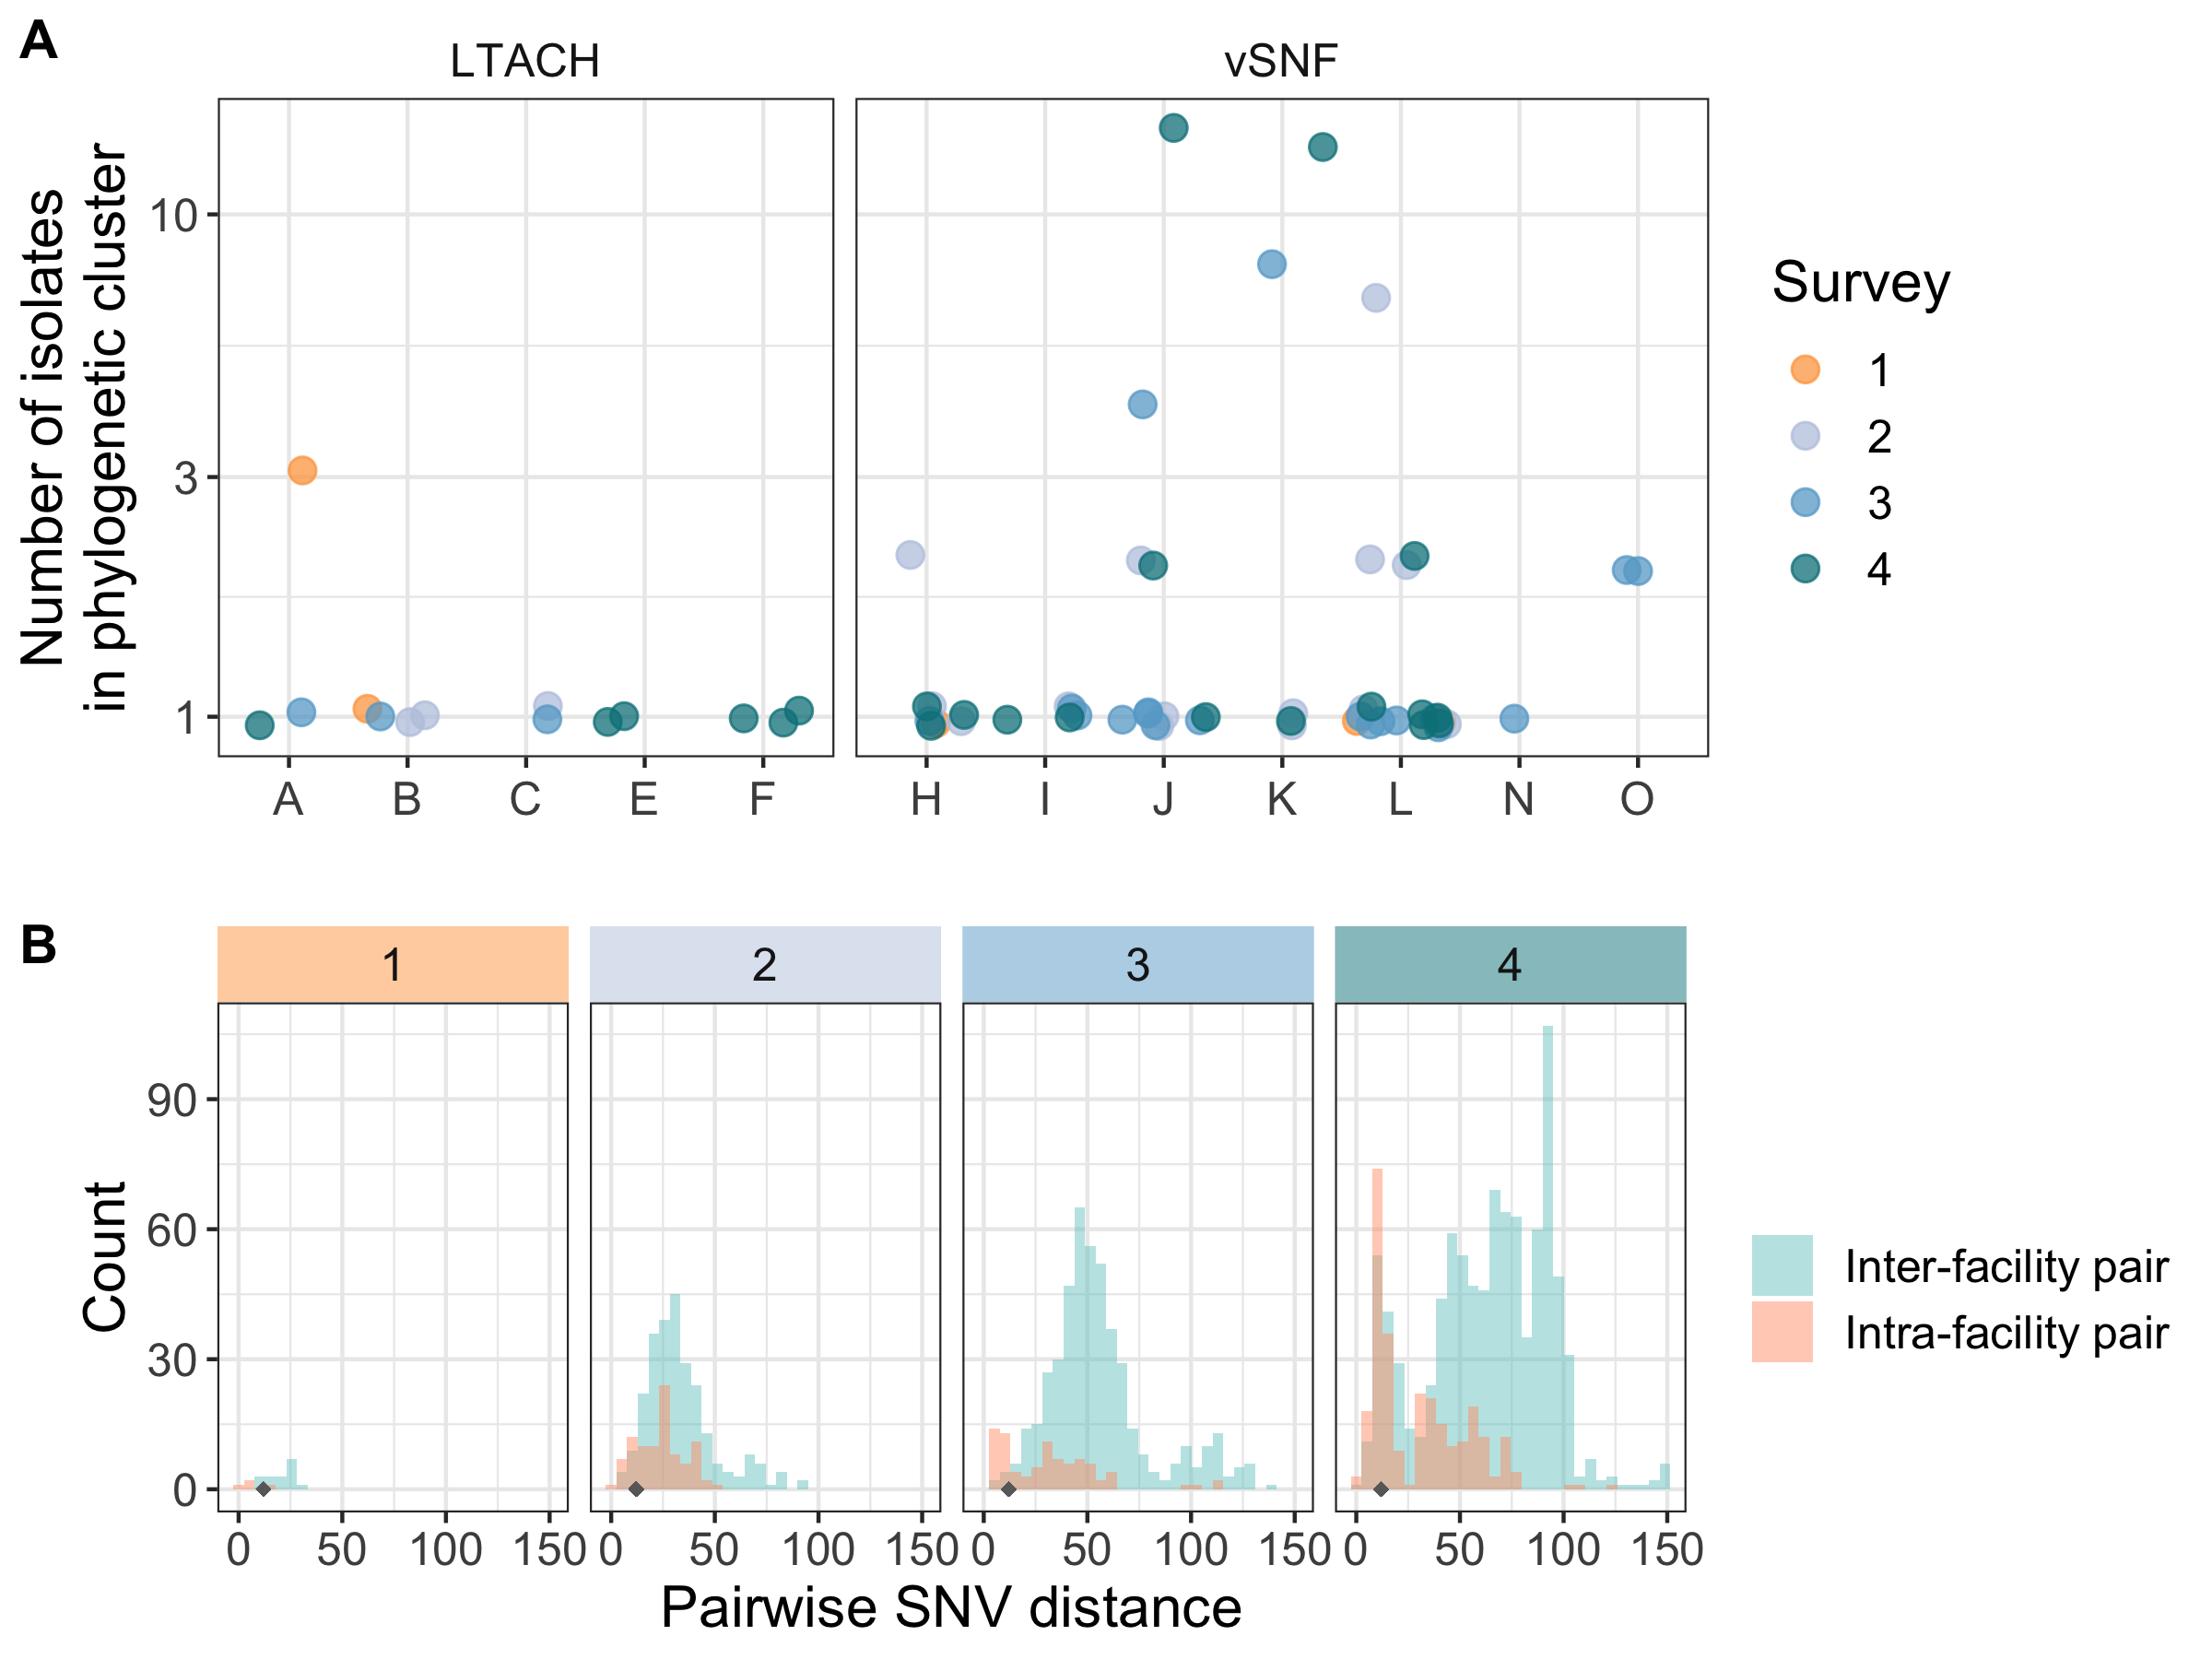 A
LTACH
vSNF
Number of isolates
in phylogenetic cluster
10
3
1
A B C E F
H I J K L N O
Survey
1
2
3
4
B
1 2 3 4
Count
90
60
30
0
0 50 100 150 0 50 100 150 0 50 100 150 0 50 100 150
Pairwise SNV distance
Inter-facility pair
Intra-facility pair